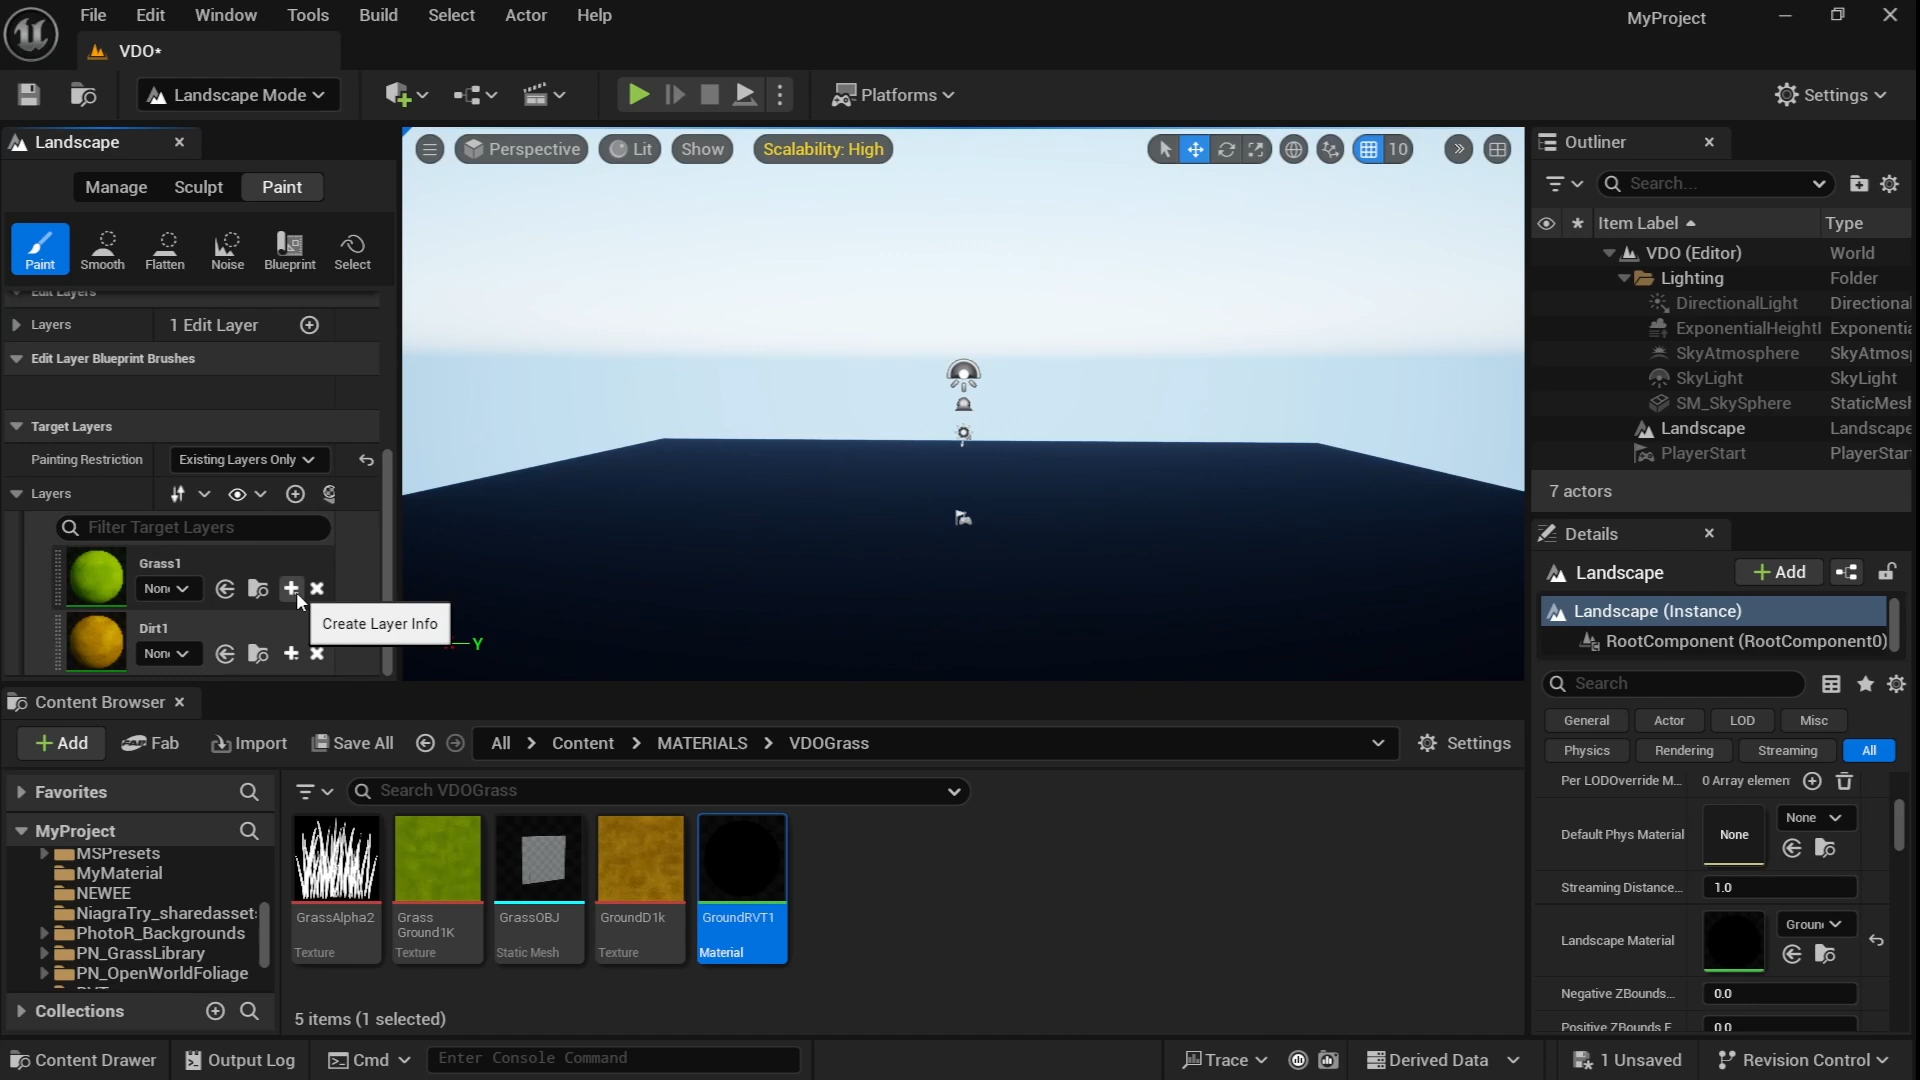 File Edit Window Tools Build Select Actor Help MyProject
VDO*
Landscape Mode Platforms Settings
Landscape
Manage Sculpt Paint
Paint Smooth Flatten Noise Blueprint Select
Edit Layers
Layers 1 Edit Layer
Edit Layer Blueprint Brushes
Target Layers
Painting Restriction Existing Layers Only
Layers
Filter Target Layers
Grass1
None
Create Layer Info
Dirt1
None
Perspective Lit Show Scalability: High 10
Y
Outliner
Search...
Item Label Type
VDO (Editor) World
Lighting Folder
DirectionalLight Directional
ExponentialHeightI Exponentia
SkyAtmosphere SkyAtmos
SkyLight SkyLight
SM_SkySphere StaticMesh
Landscape Landscape
PlayerStart PlayerStar
7 actors
Details
Landscape Add
Landscape (Instance)
RootComponent (RootComponent0)
Search
General Actor LOD Misc
Physics Rendering Streaming All
Per LODOverride M... 0 Array elemen
Default Phys Material None None
Streaming Distance... 1.0
Landscape Material Groun
Negative ZBounds... 0.0
Positive ZBounds E 0.0
Content Browser
Add Fab Import Save All All Content MATERIALS VDOGrass Settings
Favorites
MyProject
MSPresets
MyMaterial
NEWEE
NiagraTry_sharedassets
PhotoR_Backgrounds
PN_GrassLibrary
PN_OpenWorldFoliage
Collections
Search VDOGrass
GrassAlpha2
Texture
Grass
Ground1K
Texture
GrassOBJ
Static Mesh
GroundD1k
Texture
GroundRVT1
Material
5 items (1 selected)
Content Drawer Output Log Cmd Enter Console Command Trace Derived Data 1 Unsaved Revision Control